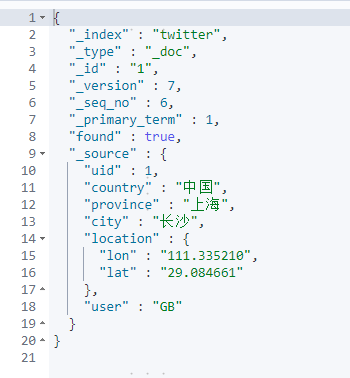 1 {
2 "_index" : "twitter",
3 "_type" : "_doc",
4 "_id" : "1",
5 "_version" : 7,
6 "_seq_no" : 6,
7 "_primary_term" : 1,
8 "found" : true,
9 "_source" : {
10 "uid" : 1,
11 "country" : "中国",
12 "province" : "上海",
13 "city" : "长沙",
14 "location" : {
15 "lon" : "111.335210",
16 "lat" : "29.084661"
17 },
18 "user" : "GB"
19 }
20 }
21